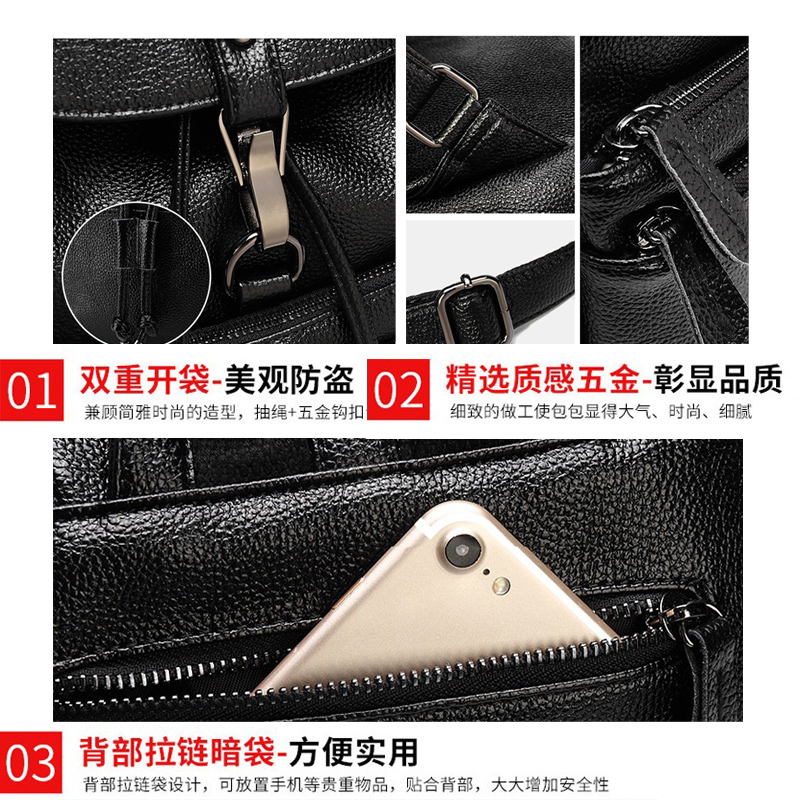 01
双重开袋-美观防盗
兼顾简雅时尚的造型，抽绳+五金钩扣
02
精选质感五金-彰显品质
细致的做工使包包显得大气、时尚、细腻
03
背部拉链暗袋-方便实用
背部拉链袋设计，可放置手机等贵重物品，贴合背部，大大增加安全性